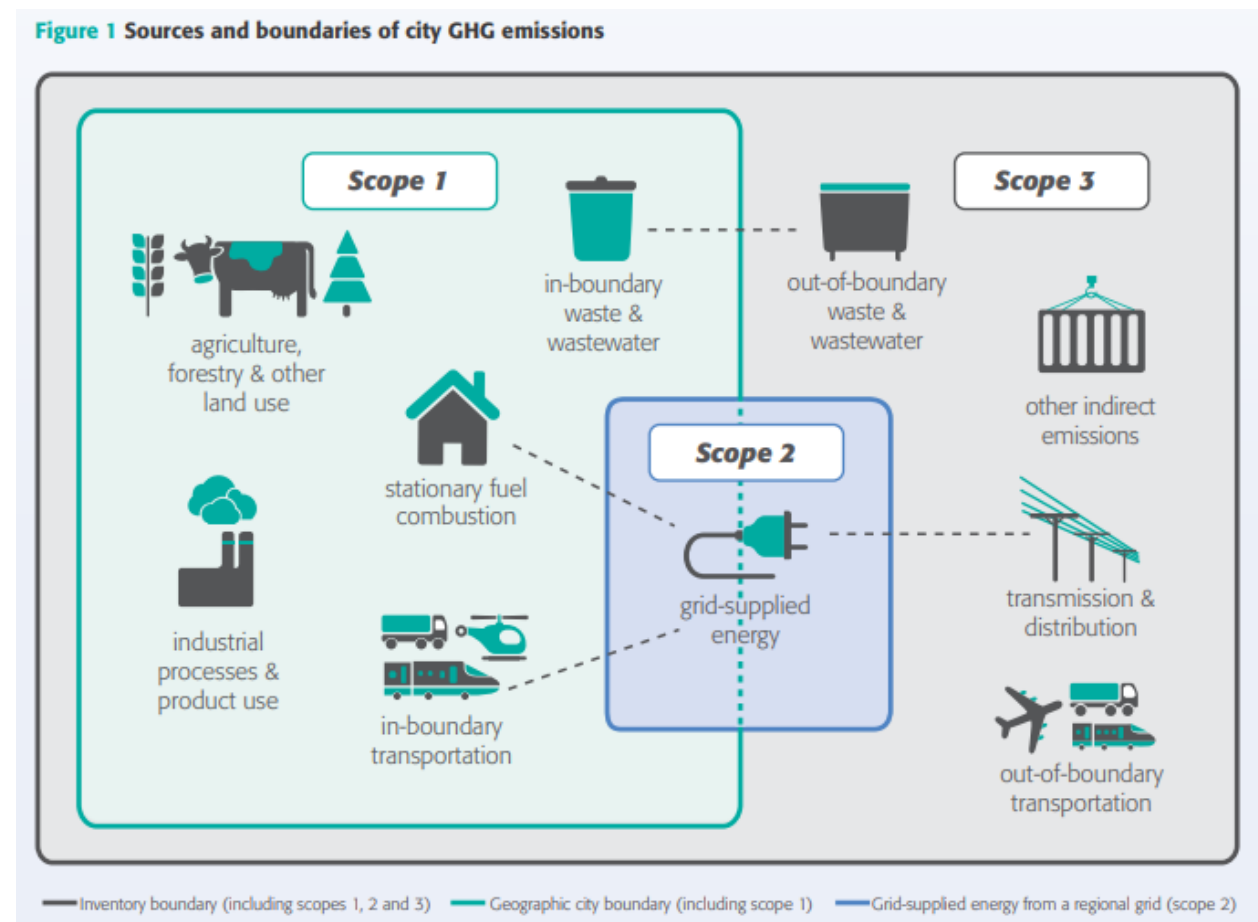 Figure 1 Sources and boundaries of city GHG emissions
Scope 1
Scope 3
agriculture,
forestry & other
land use
in-boundary
waste &
wastewater
out-of-boundary
waste &
wastewater
other indirect
emissions
stationary fuel
combustion
Scope 2
grid-supplied
energy
transmission &
distribution
industrial
processes &
product use
in-boundary
transportation
out-of-boundary
transportation
Inventory boundary (including scopes 1, 2 and 3)
Geographic city boundary (including scope 1)
Grid-supplied energy from a regional grid (scope 2)